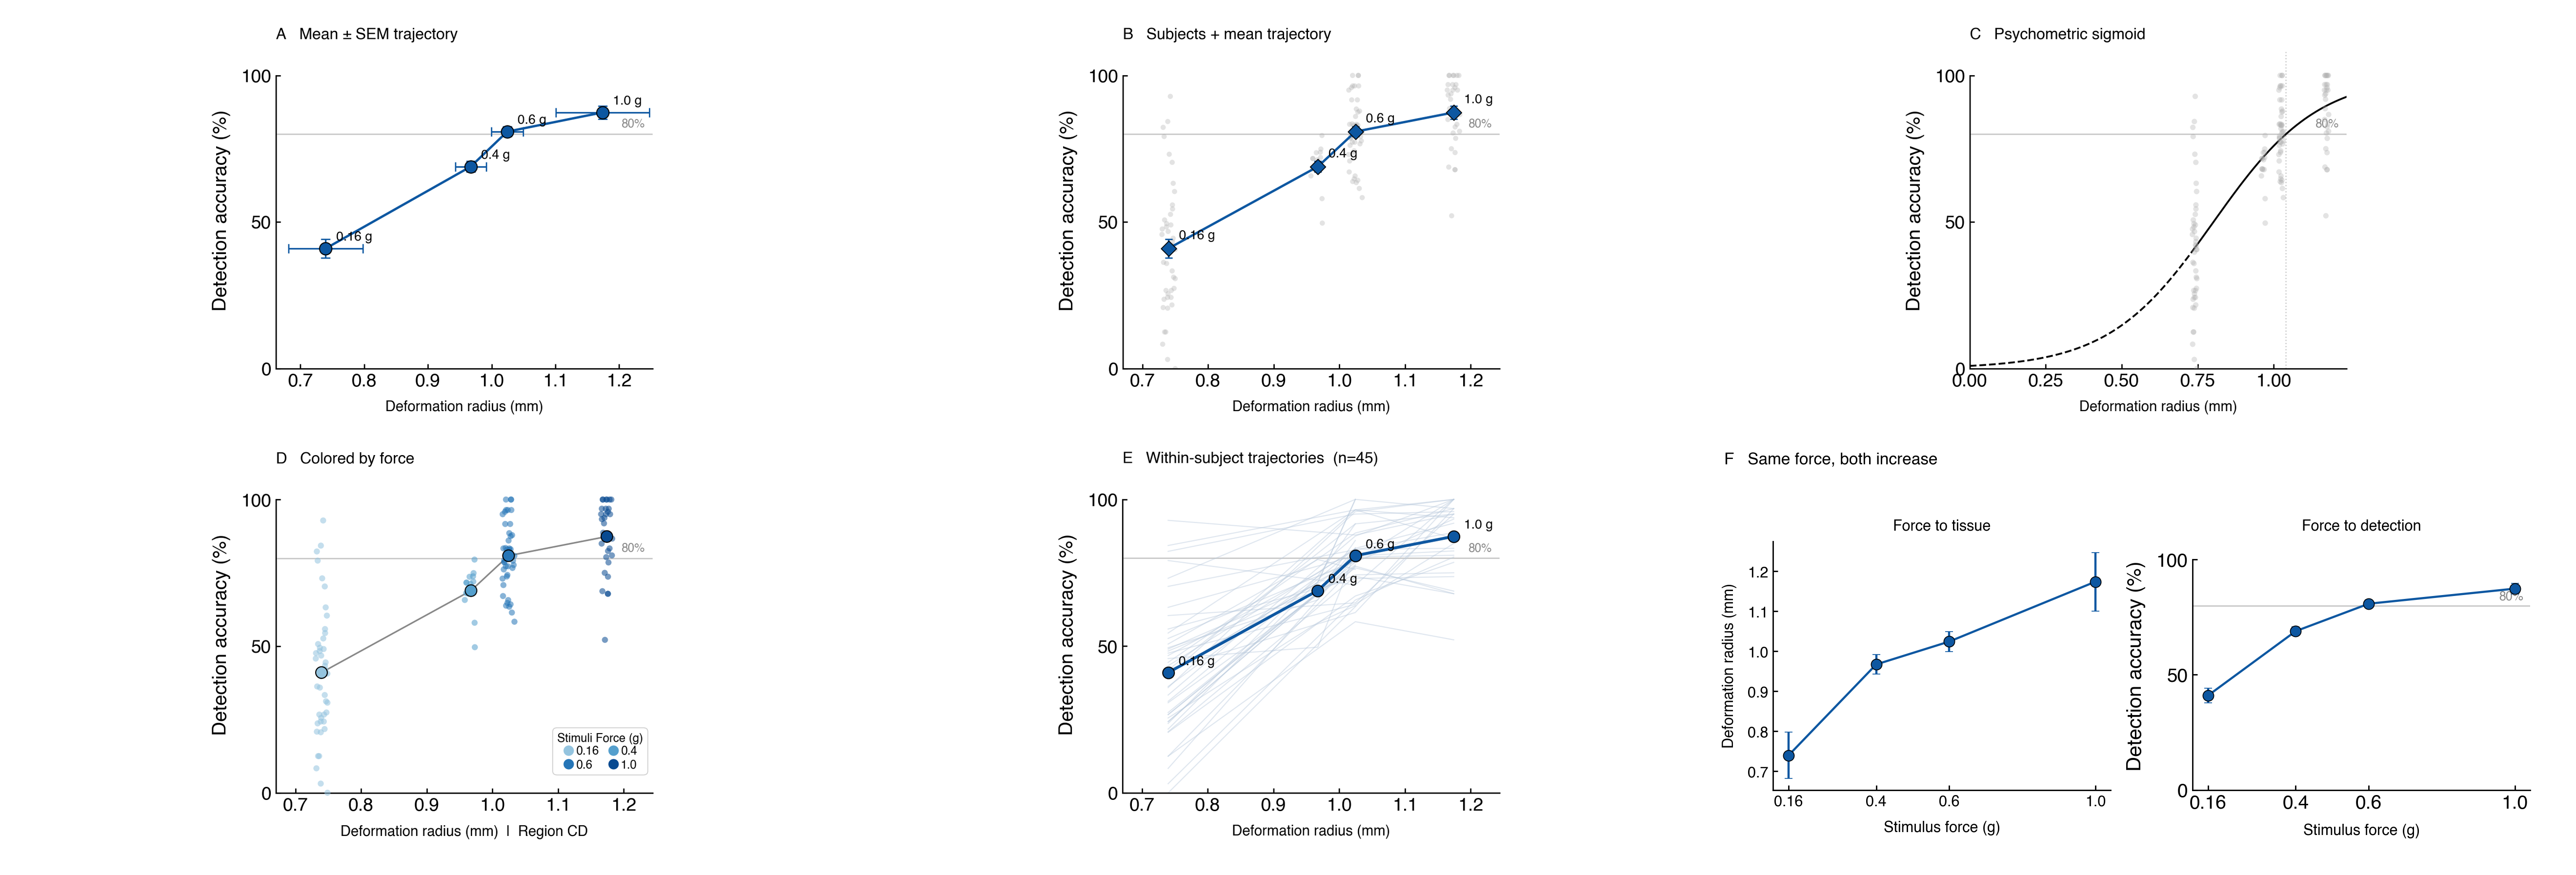 A Mean ± SEM trajectory
100
50
0
Detection accuracy (%)
0.16 g
0.4 g
0.6 g
1.0 g
80%
0.7 0.8 0.9 1.0 1.1 1.2
Deformation radius (mm)
B Subjects + mean trajectory
100
50
0
Detection accuracy (%)
0.16 g
0.4 g
0.6 g
1.0 g
80%
0.7 0.8 0.9 1.0 1.1 1.2
Deformation radius (mm)
C Psychometric sigmoid
100
50
0
Detection accuracy (%)
80%
0.00 0.25 0.50 0.75 1.00
Deformation radius (mm)
D Colored by force
100
50
0
Detection accuracy (%)
80%
Stimuli Force (g)
0.16 0.4
0.6 1.0
0.7 0.8 0.9 1.0 1.1 1.2
Deformation radius (mm) | Region CD
E Within-subject trajectories (n=45)
100
50
0
Detection accuracy (%)
0.16 g
0.4 g
0.6 g
1.0 g
80%
0.7 0.8 0.9 1.0 1.1 1.2
Deformation radius (mm)
F Same force, both increase
Force to tissue
1.2
1.1
1.0
0.9
0.8
0.7
Deformation radius (mm)
0.16 0.4 0.6 1.0
Stimulus force (g)
Force to detection
100
50
0
Detection accuracy (%)
80%
0.16 0.4 0.6 1.0
Stimulus force (g)